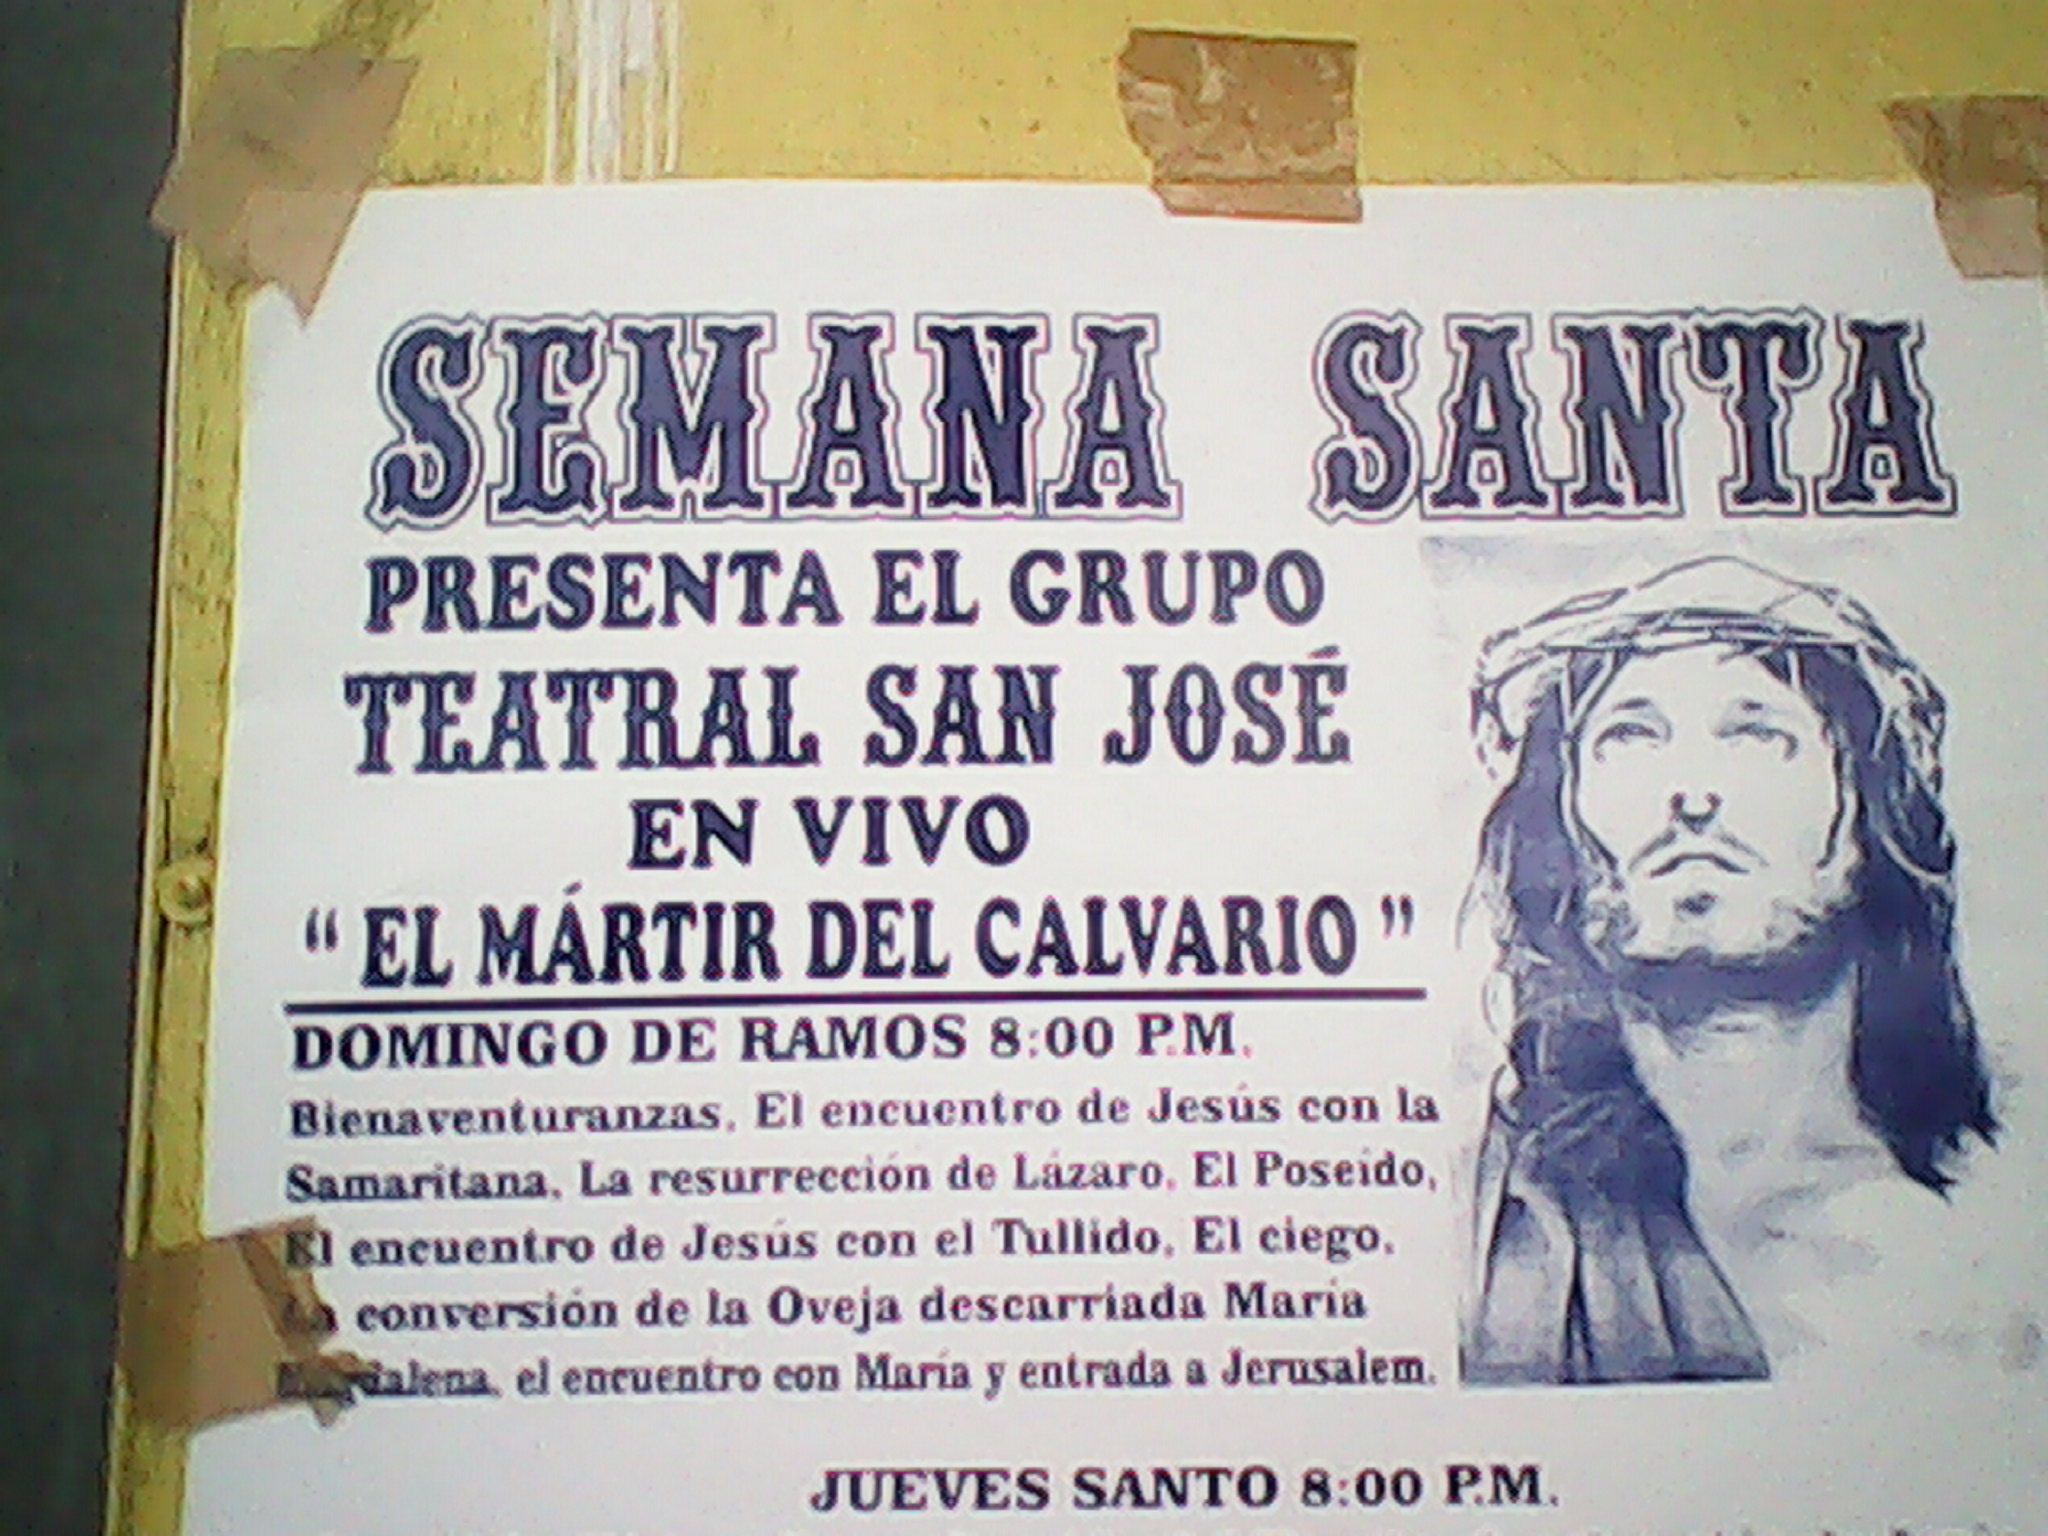 SEMANA SANTA
PRESENTA EL GRUPO
TEATRAL SAN JOSÉ
EN VIVO
“ EL MÁRTIR DEL CALVARIO ”
DOMINGO DE RAMOS 8:00 P.M.
Bienaventuranzas, El encuentro de Jesús con la
Samaritana, La resurrección de Lázaro, El Poseído,
El encuentro de Jesús con el Tullido, El ciego,
La conversión de la Oveja descarriada María
Magdalena, el encuentro con María y entrada a Jerusalem.
JUEVES SANTO 8:00 P.M.